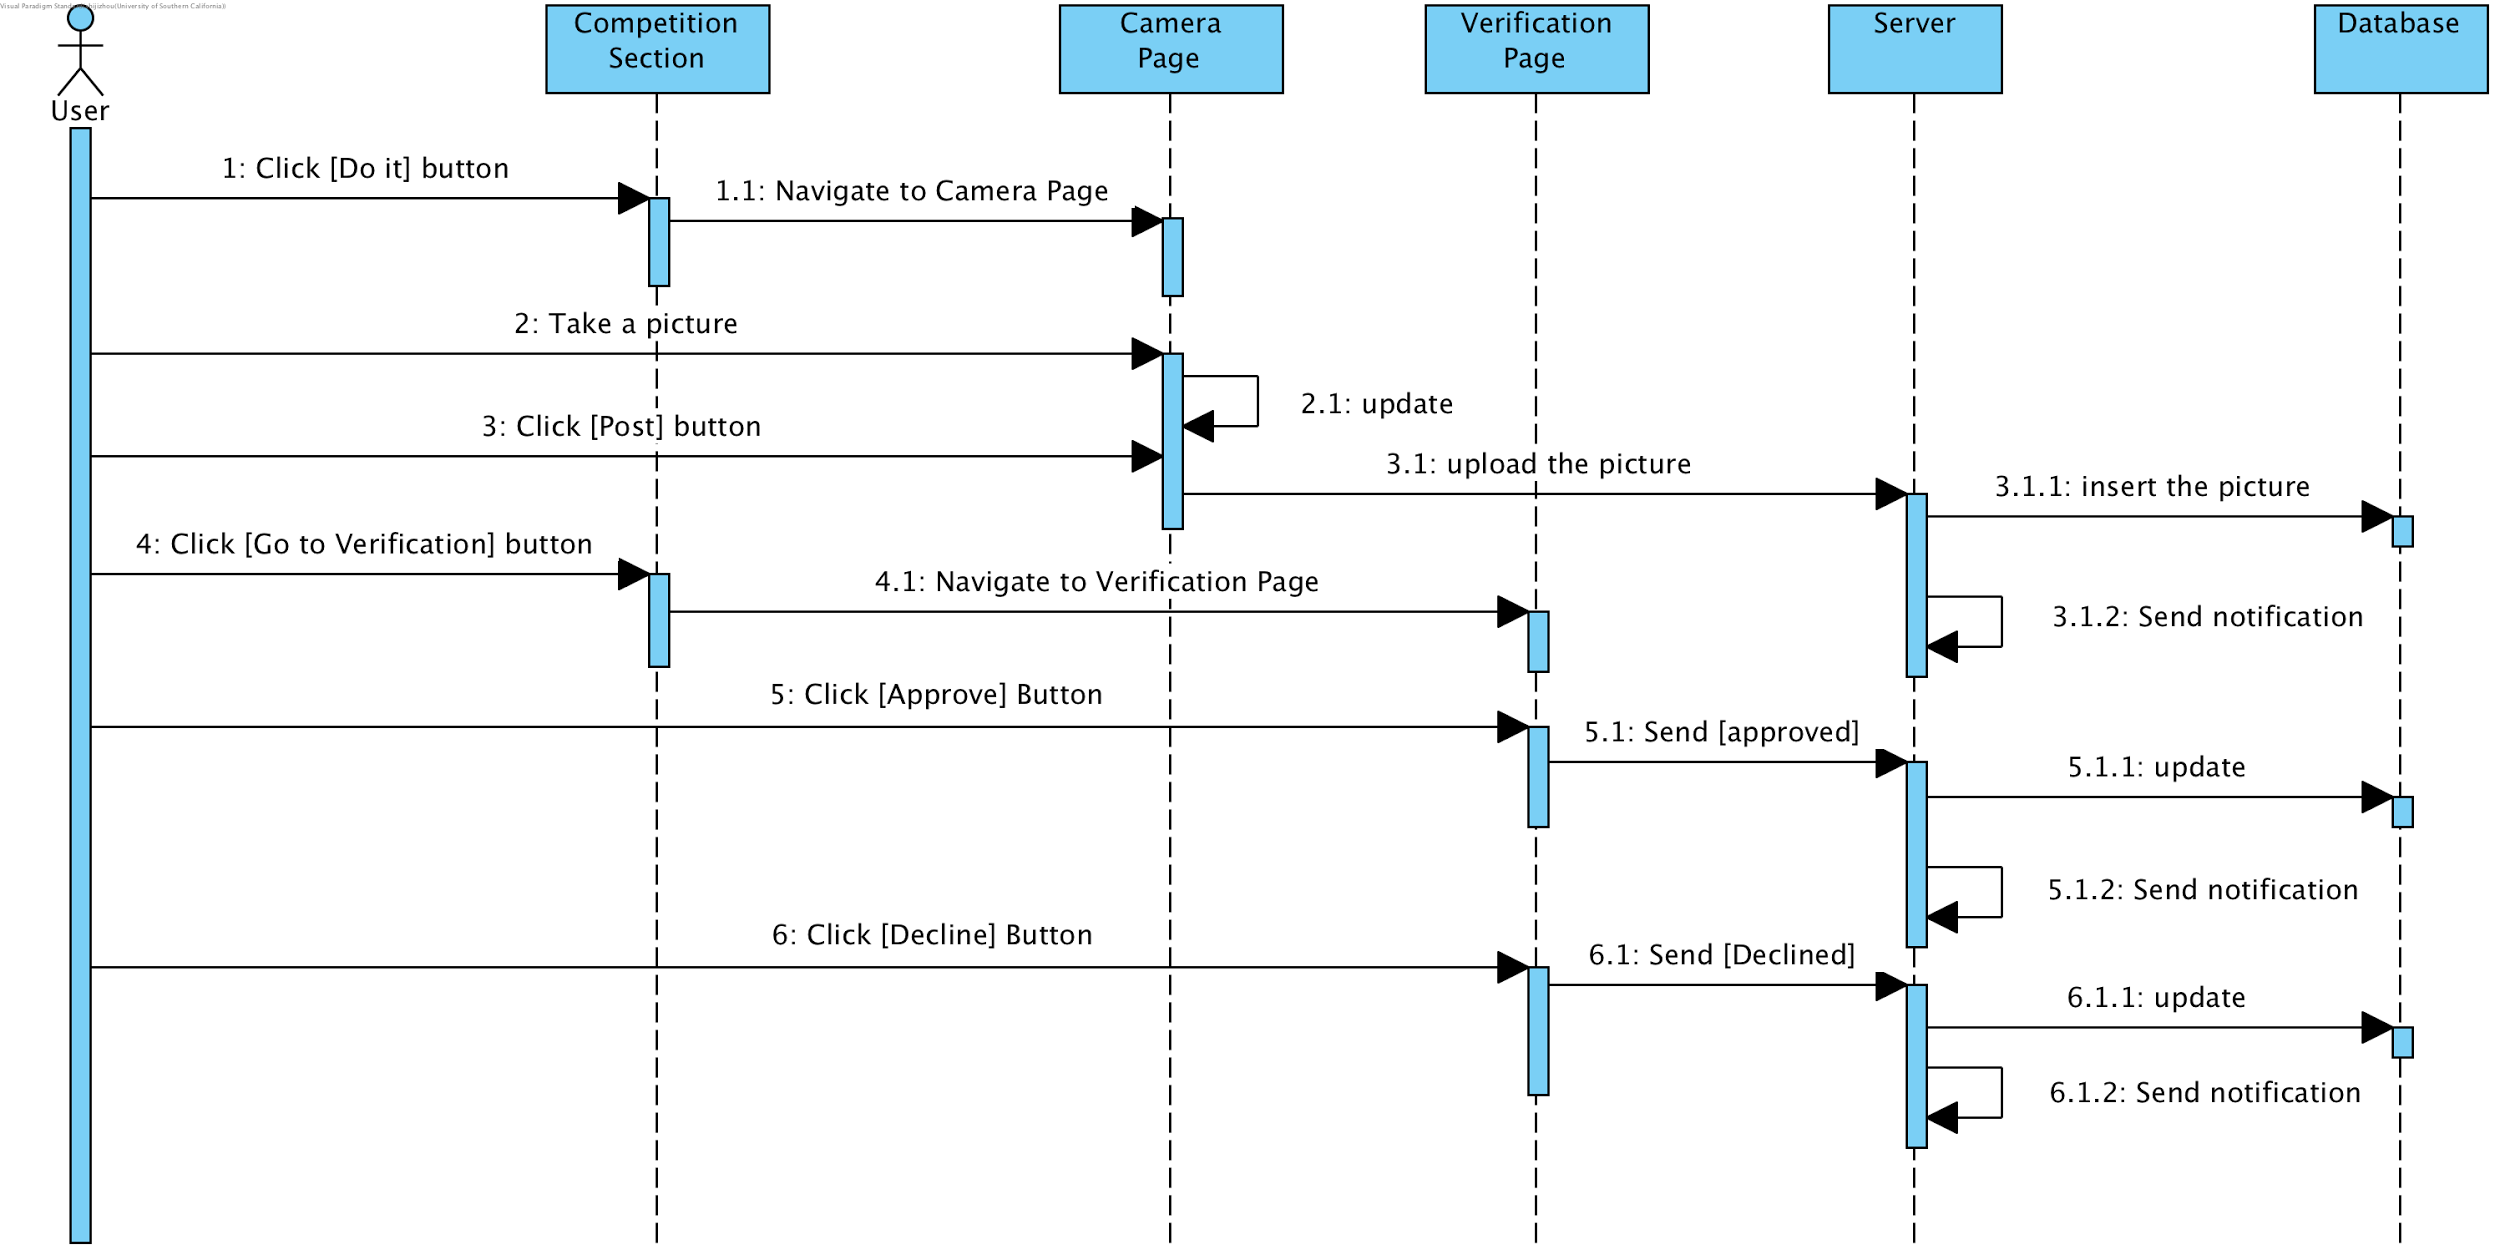 Competition
Section
Camera
Page
Verification
Page
Server
Database
User
1: Click [Do it] button
1.1: Navigate to Camera Page
2: Take a picture
2.1: update
3: Click [Post] button
3.1: upload the picture
3.1.1: insert the picture
4: Click [Go to Verification] button
4.1: Navigate to Verification Page
3.1.2: Send notification
5: Click [Approve] Button
5.1: Send [approved]
5.1.1: update
5.1.2: Send notification
6: Click [Decline] Button
6.1: Send [Declined]
6.1.1: update
6.1.2: Send notification